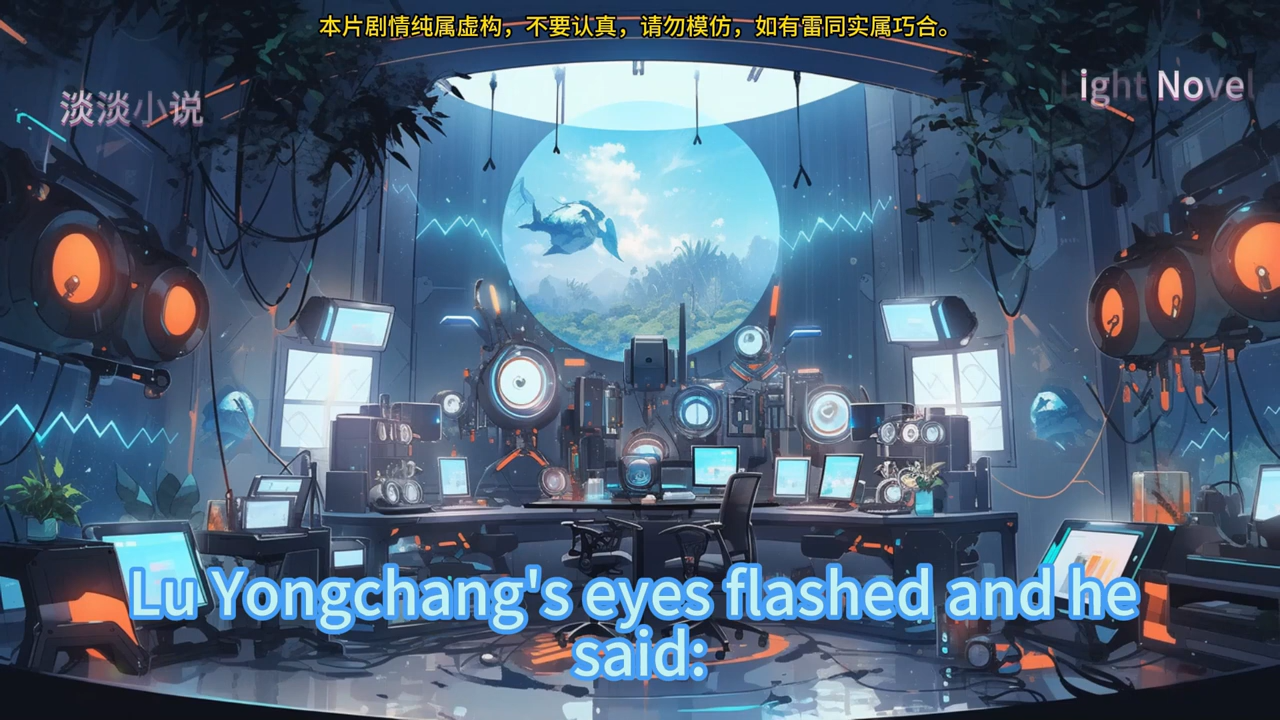 本片剧情纯属虚构，不要认真，请勿模仿，如有雷同实属巧合。
淡淡小说
Light Novel
Lu Yongchang's eyes flashed and he
said: